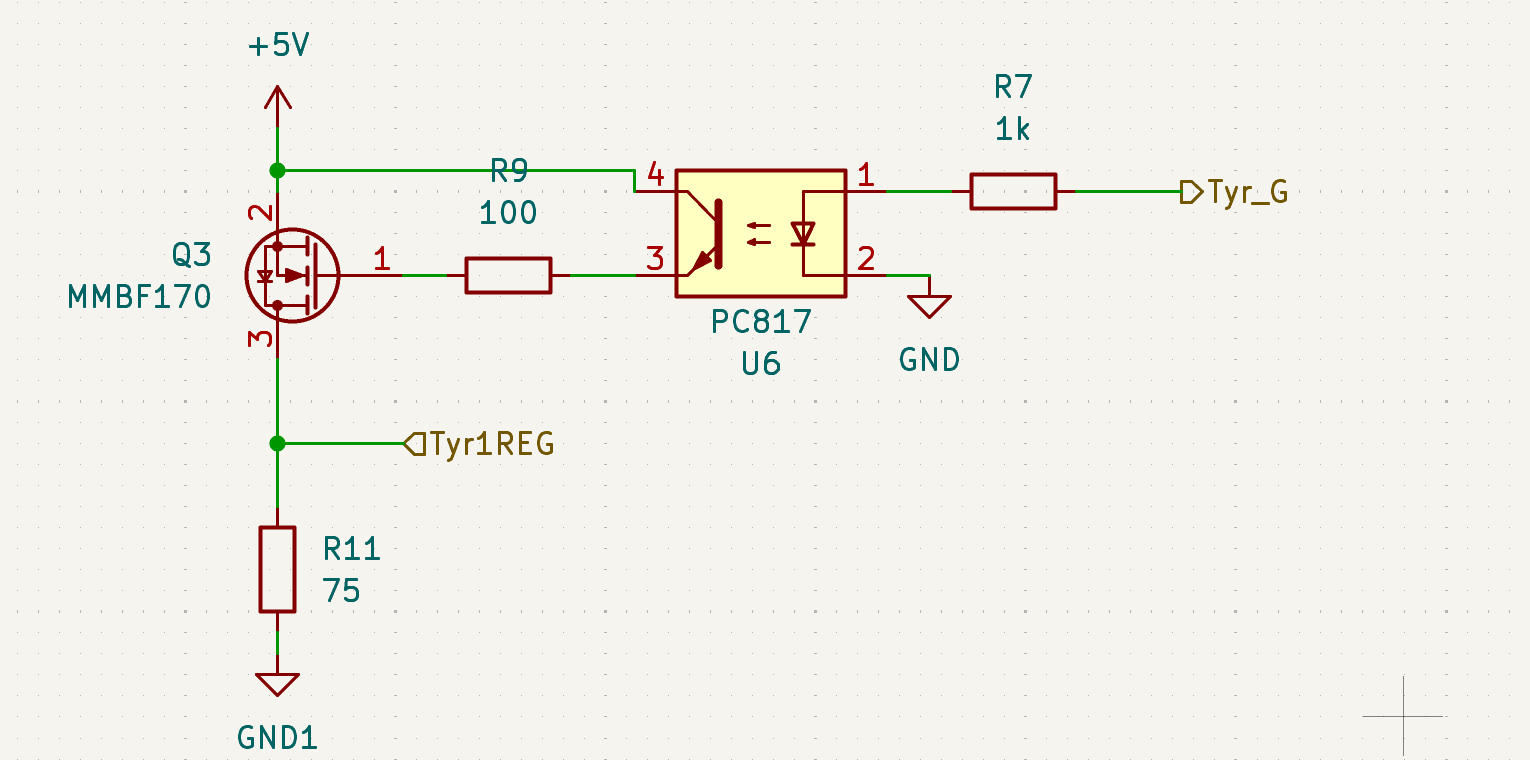 +5V
R7
1k
R9
100
4
1
Tyr_G
2
Q3
MMBF170
1
3
2
PC817
U6
GND
3
Tyr1REG
R11
75
GND1